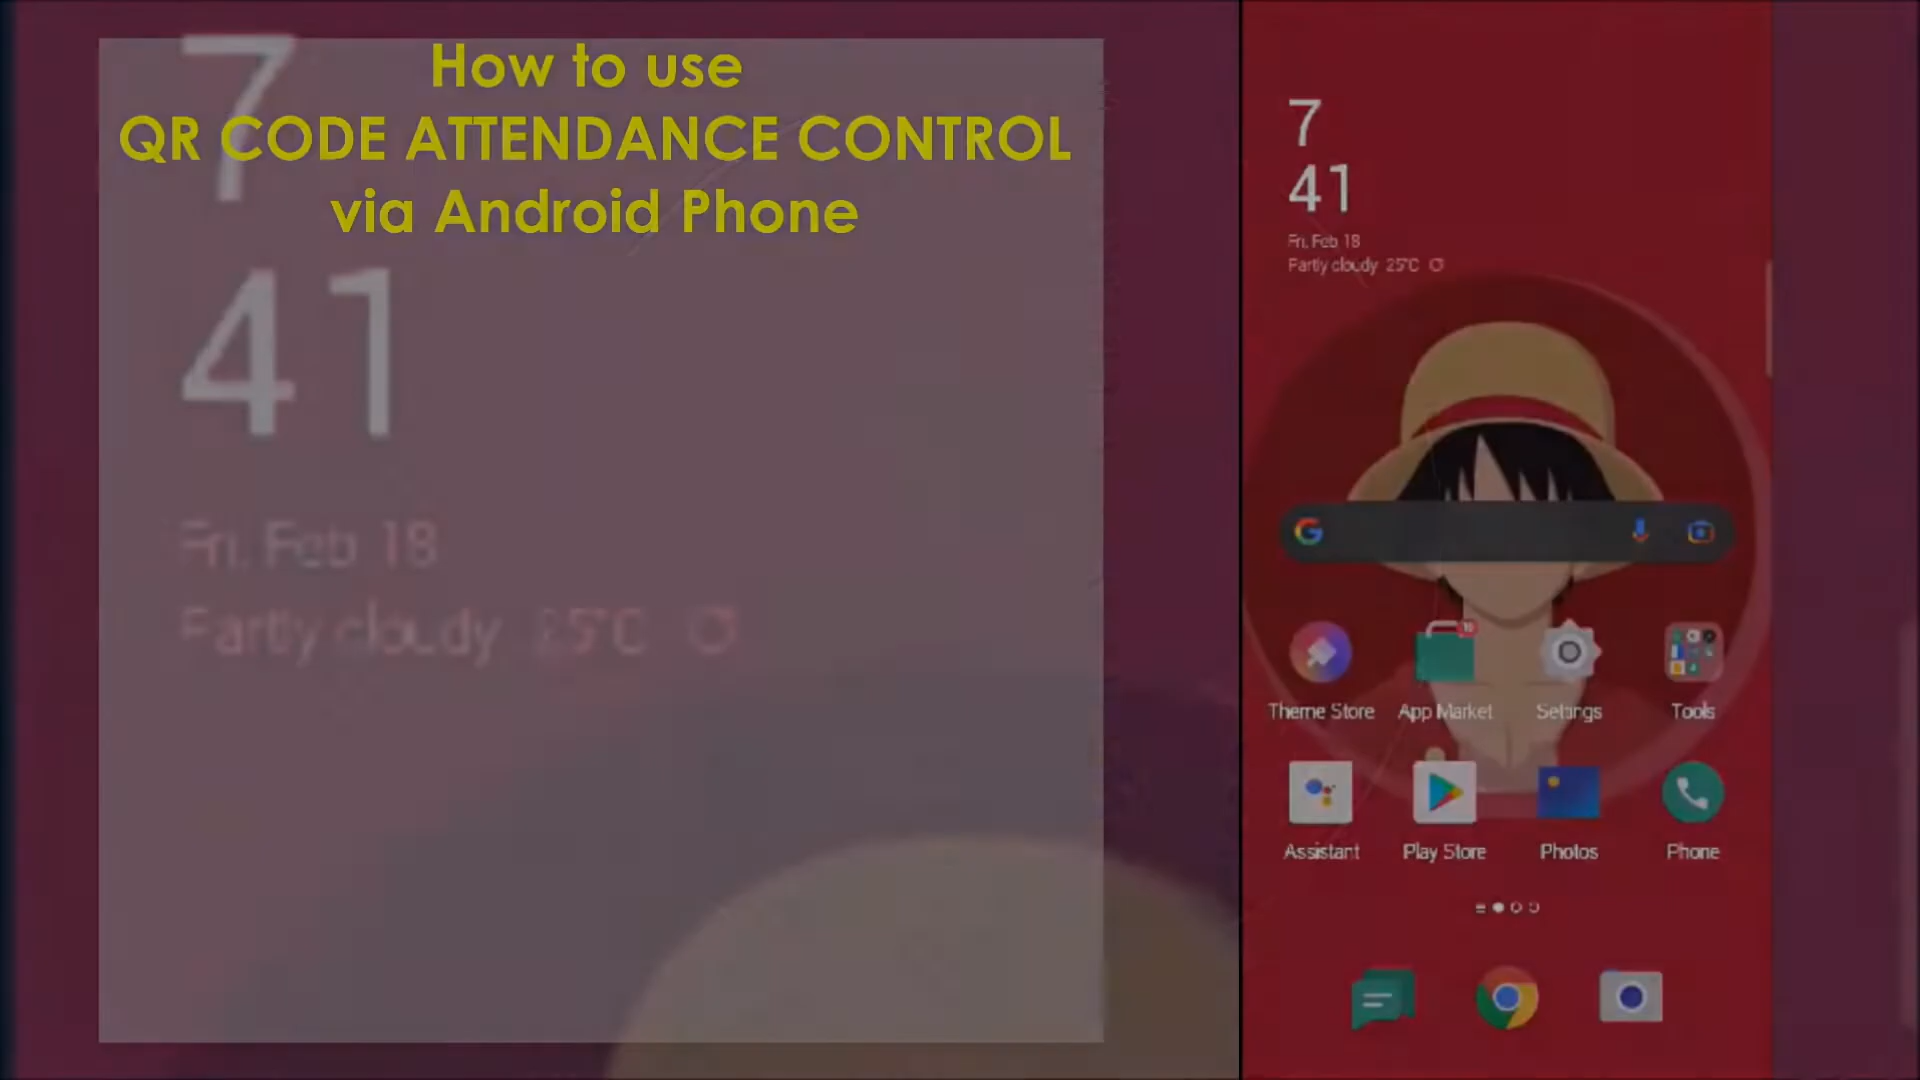 How to use
QR CODE ATTENDANCE CONTROL
via Android Phone
7
41
Fri, Feb 18
Partly cloudy 25°C
7
41
Fri, Feb 18
Partly cloudy 25°C
10
Theme Store App Market Settings Tools
Assistant Play Store Photos Phone